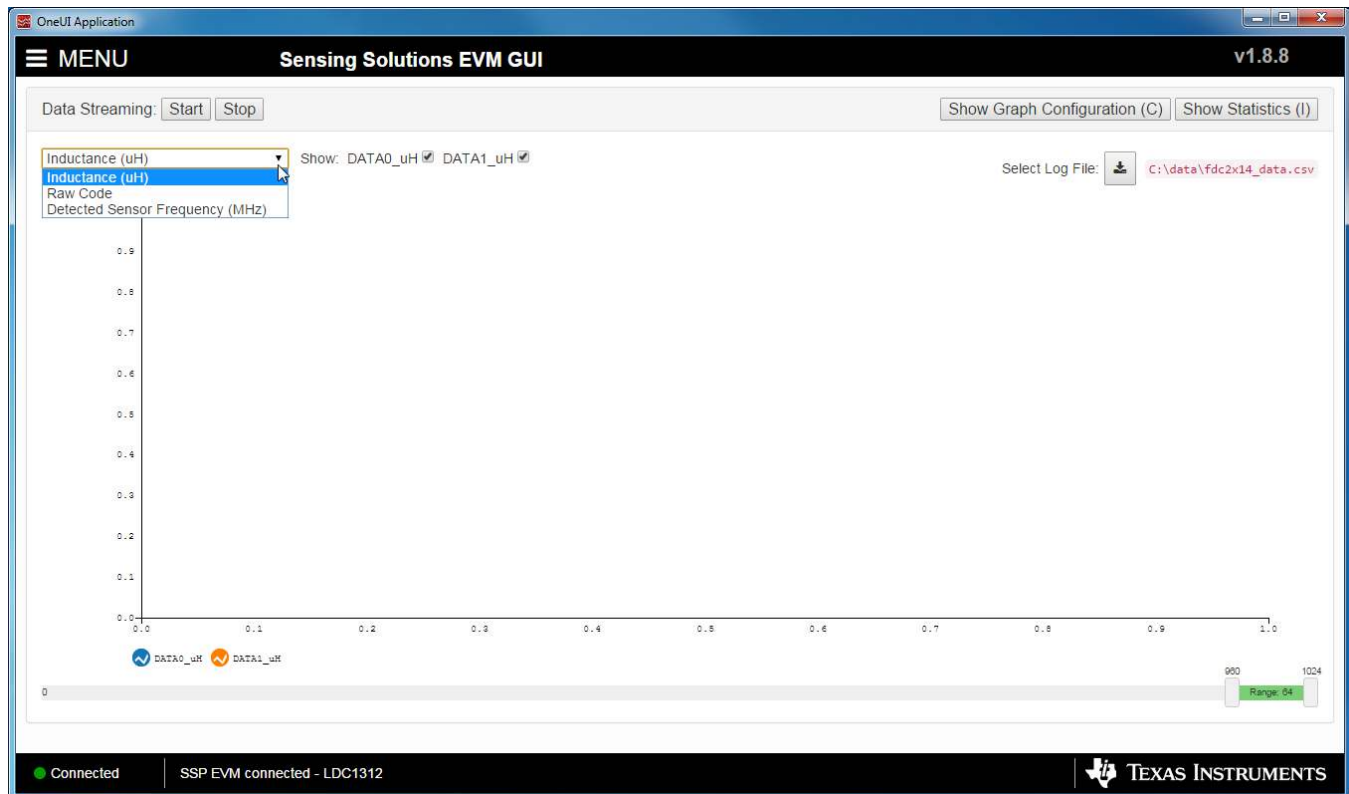 OneUI Application
MENU Sensing Solutions EVM GUI v1.8.8
Data Streaming: Start Stop Show Graph Configuration (C) Show Statistics (I)
Inductance (uH) Show: DATA0_uH DATA1_uH Select Log File: C:\data\fdc2x14_data.csv
Inductance (uH)
Raw Code
Detected Sensor Frequency (MHz)
0.9
0.8
0.7
0.6
0.5
0.4
0.3
0.2
0.1
0.0
0.0 0.1 0.2 0.3 0.4 0.5 0.6 0.7 0.8 0.9 1.0
DATA0_uH DATA1_uH
960 1024
0 Range: 64
Connected SSP EVM connected - LDC1312 TEXAS INSTRUMENTS